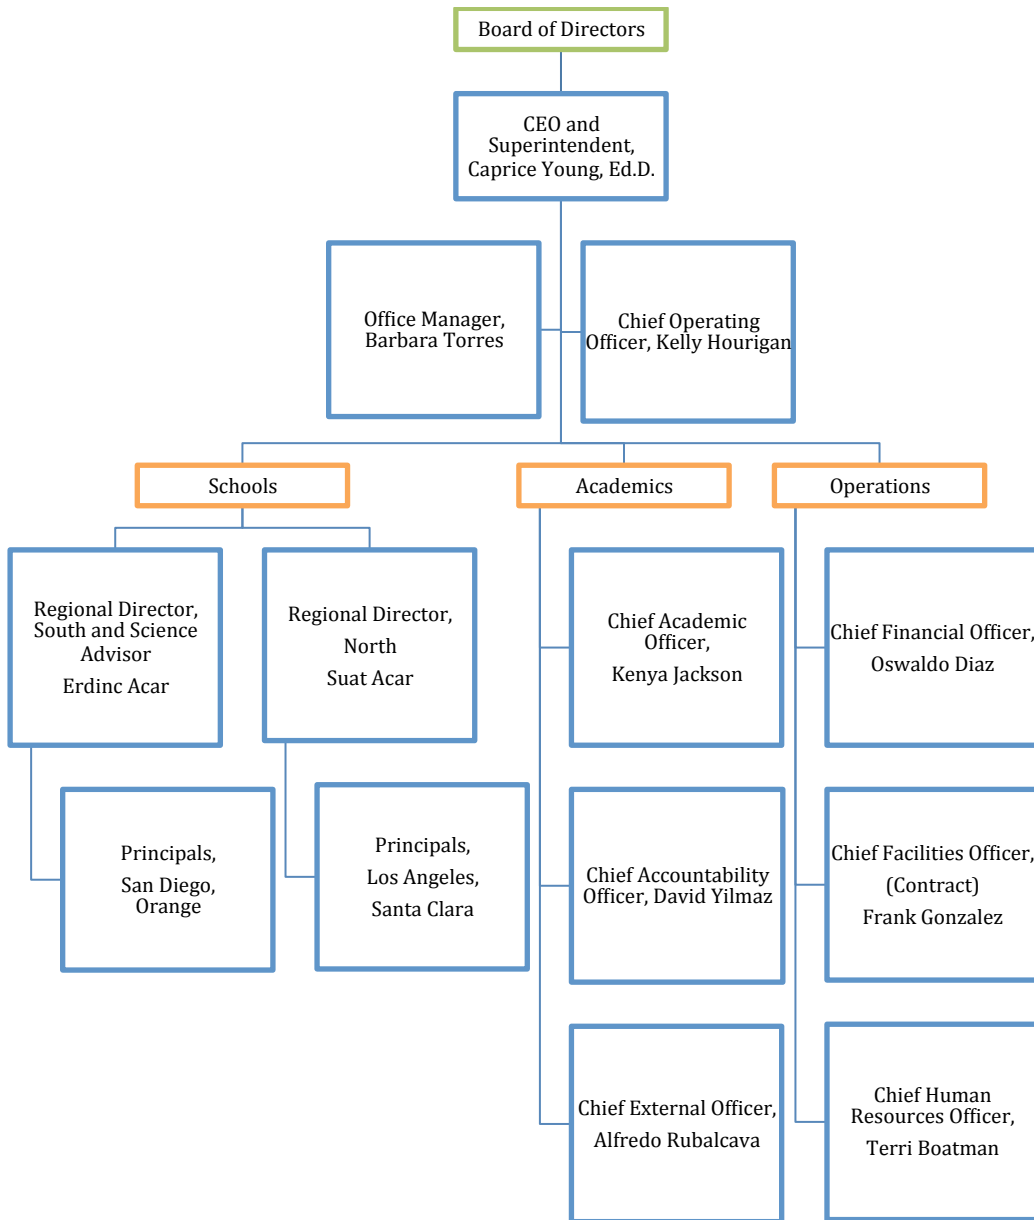 Board of Directors
CEO and
Superintendent,
Caprice Young, Ed.D.
Office Manager,
Barbara Torres
Chief Operating
Officer, Kelly Hourigan
Schools
Academics
Operations
Regional Director,
South and Science
Advisor
Erdinc Acar
Regional Director,
North
Suat Acar
Chief Academic
Officer,
Kenya Jackson
Chief Financial Officer,
Oswaldo Diaz
Principals,
San Diego,
Orange
Principals,
Los Angeles,
Santa Clara
Chief Accountability
Officer, David Yilmaz
Chief Facilities Officer,
(Contract)
Frank Gonzalez
Chief External Officer,
Alfredo Rubalcava
Chief Human
Resources Officer,
Terri Boatman